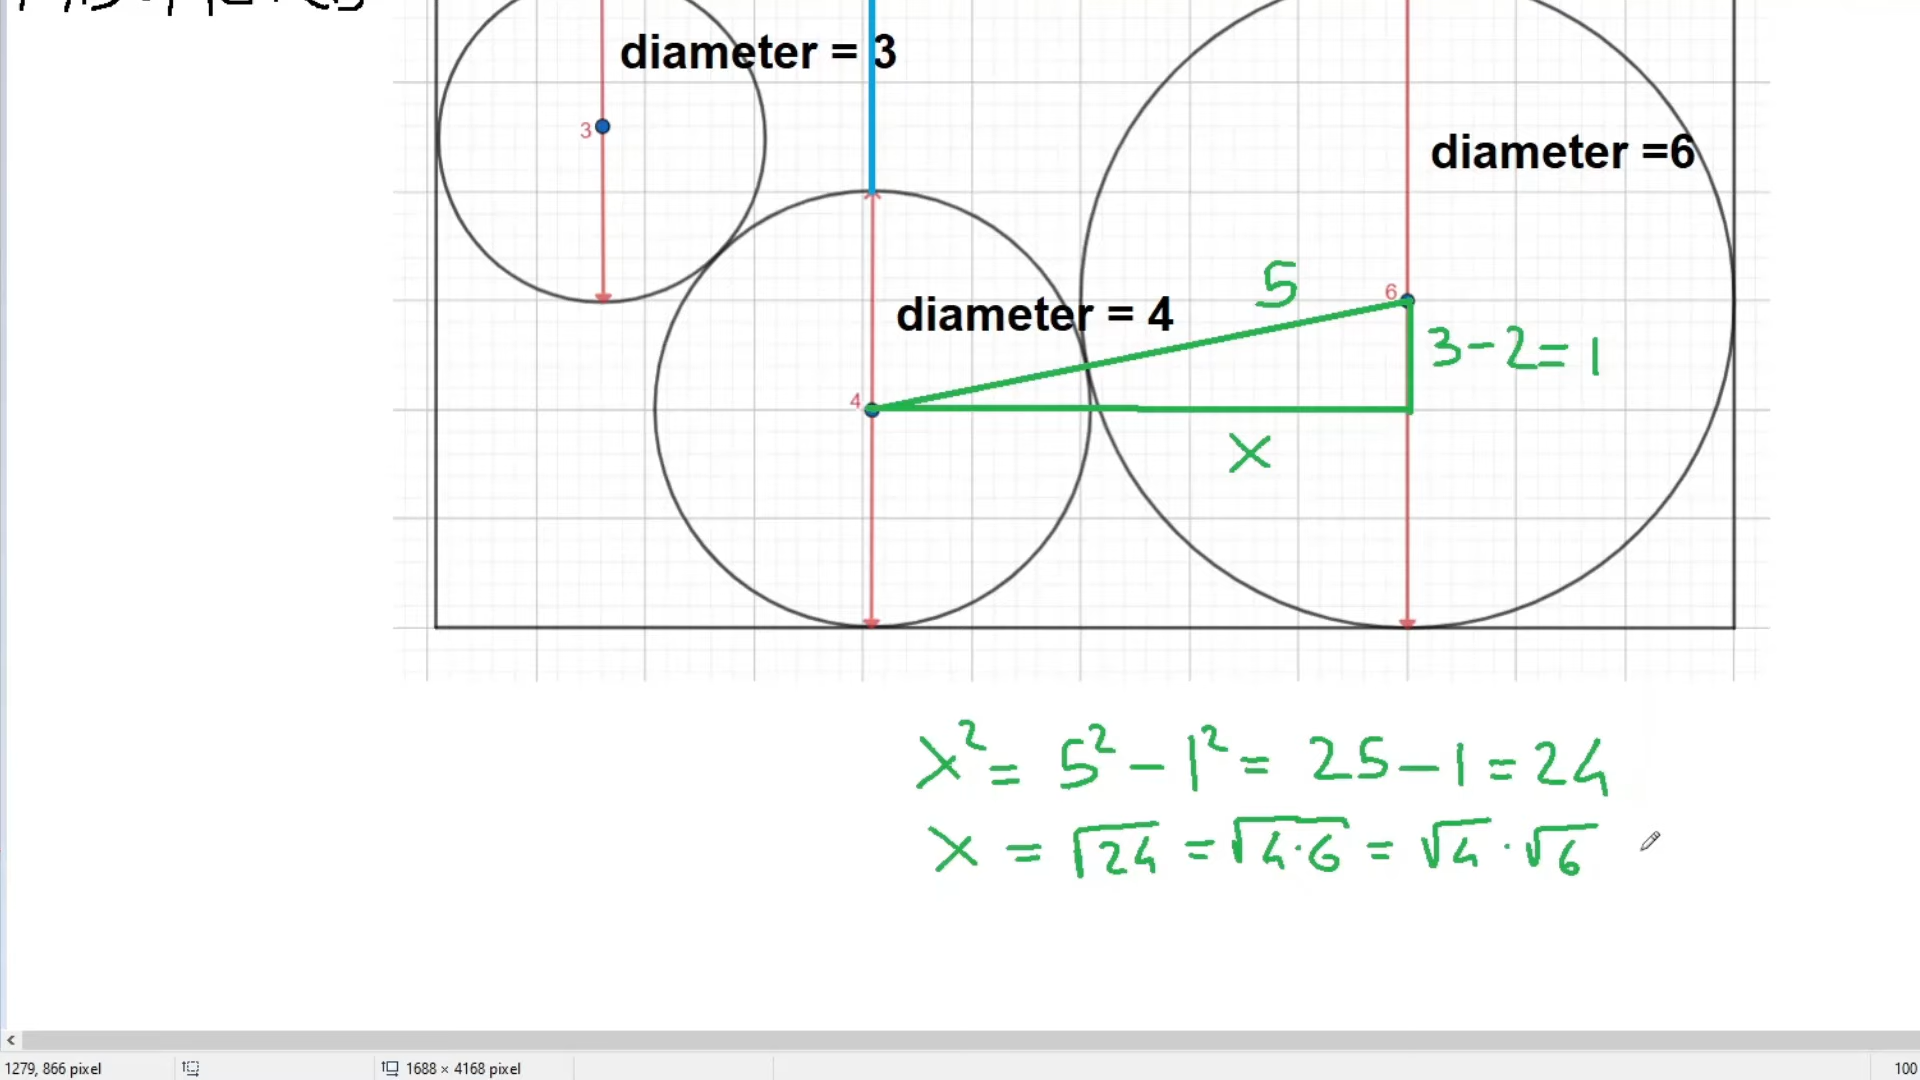 diameter = 3
3
diameter =6
6
5
diameter = 4
3-2=1
4
x
x² = 5² - 1² = 25 - 1 = 24
x = √24 = √4·6 = √4 · √6
1279, 866 pixel
1688 × 4168 pixel
100